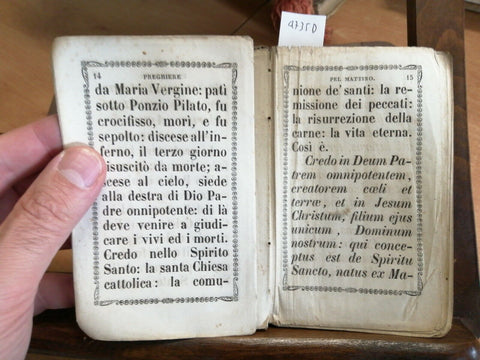 4735D
14 PREGHIERE
da Maria Vergine: patì
sotto Ponzio Pilato, fu
crocifisso, morì, e fu
sepolto: discese all'in-
ferno, il terzo giorno
risuscitò da morte; a-
scese al cielo, siede
alla destra di Dio Pa-
dre onnipotente: di là
deve venire a giudi-
care i vivi ed i morti.
Credo nello Spirito
Santo: la santa Chiesa
cattolica: la comu-
PEL MATTINO. 15
nione de' santi: la re-
missione dei peccati:
la risurrezione della
carne: la vita eterna.
Così è.
Credo in Deum Pa-
trem omnipotentem,
creatorem cœli et
terræ, et in Jesum
Christum, filium ejus
unicum, Dominum
nostrum: qui conce-
ptus est de Spiritu
Sancto, natus ex Ma-